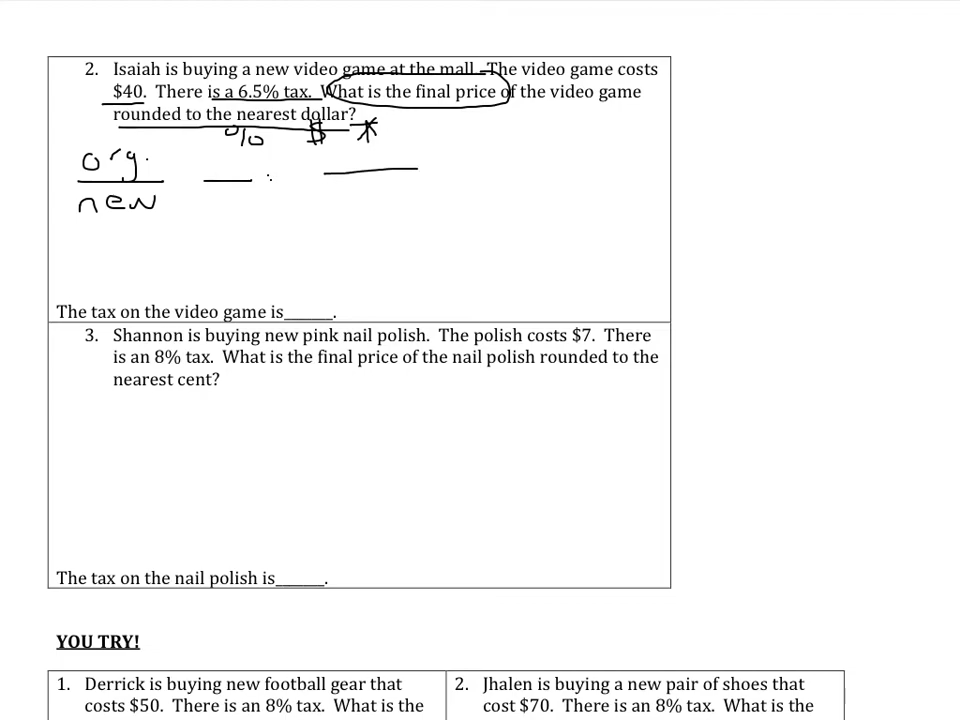 2. Isaiah is buying a new video game at the mall. The video game costs
$40. There is a 6.5% tax. What is the final price of the video game
rounded to the nearest dollar?
% $ *
org.
new
The tax on the video game is______.
3. Shannon is buying new pink nail polish. The polish costs $7. There
is an 8% tax. What is the final price of the nail polish rounded to the
nearest cent?
The tax on the nail polish is______.
YOU TRY!
1. Derrick is buying new football gear that
costs $50. There is an 8% tax. What is the
2. Jhalen is buying a new pair of shoes that
cost $70. There is an 8% tax. What is the